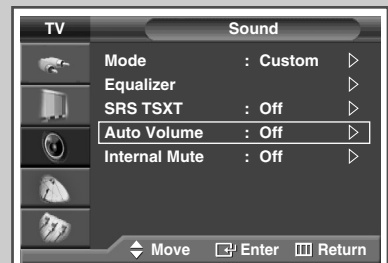 TV Sound
Mode : Custom
Equalizer
SRS TSXT : Off
Auto Volume : Off
Internal Mute : Off
Move Enter Return